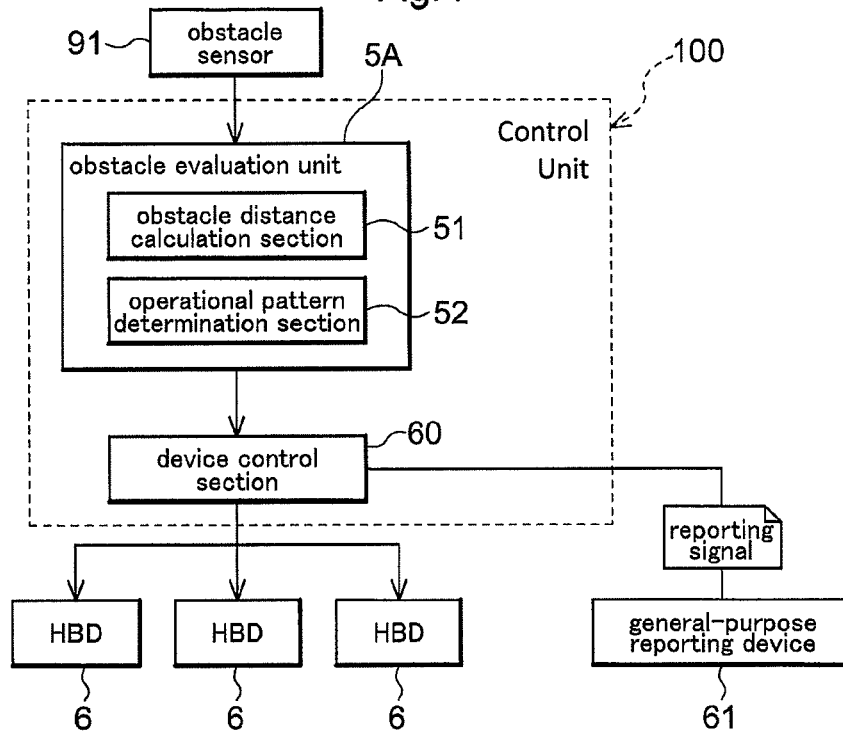 obstacle
sensor
91
5A
100
Control
Unit
obstacle evaluation unit
obstacle distance
calculation section
51
operational pattern
determination section
52
60
device control
section
reporting
signal
HBD
HBD
HBD
general-purpose
reporting device
6
6
6
61